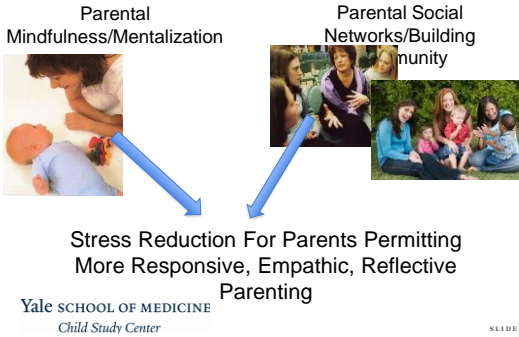 Parental
Mindfulness/Mentalization
Parental Social
Networks/Building
munity
Stress Reduction For Parents Permitting
More Responsive, Empathic, Reflective
Parenting
Yale SCHOOL OF MEDICINE
Child Study Center
SLIDE